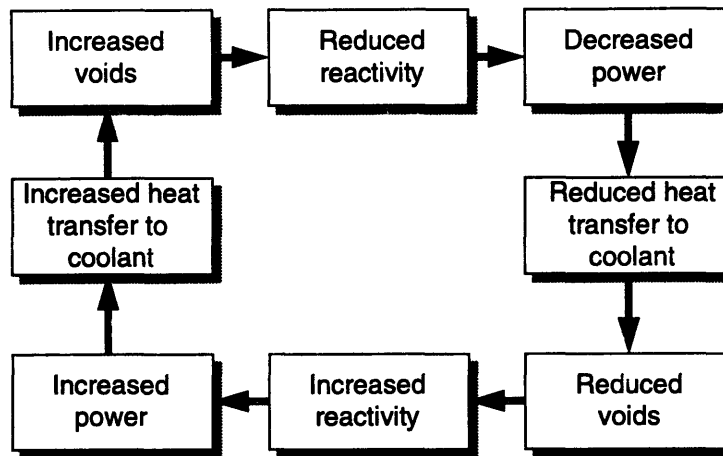 Increased
voids
Reduced
reactivity
Decreased
power
Increased heat
transfer to
coolant
Reduced heat
transfer to
coolant
Increased
power
Increased
reactivity
Reduced
voids